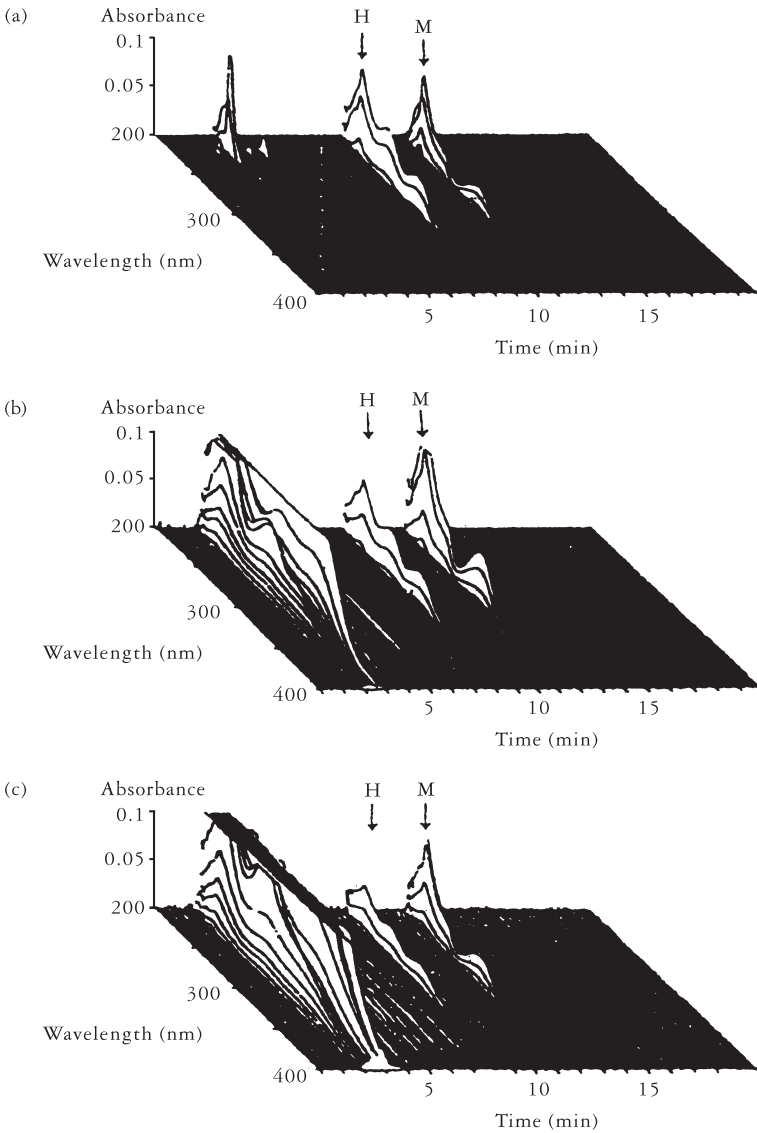 (a) Absorbance H M
0.1
0.05
200
300
Wavelength (nm)
400
5 10 15
Time (min)
(b) Absorbance H M
0.1
0.05
200
300
Wavelength (nm)
400
5 10 15
Time (min)
(c) Absorbance H M
0.1
0.05
200
300
Wavelength (nm)
400
5 10 15
Time (min)